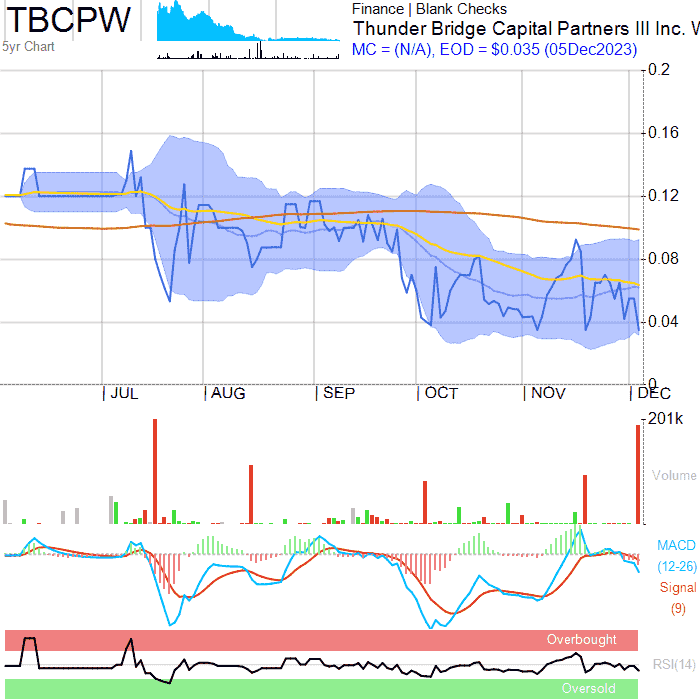 TBCPW
5yr Chart
Finance | Blank Checks
Thunder Bridge Capital Partners III Inc. W
MC = (N/A), EOD = $0.035 (05Dec2023)
0.2
0.16
0.12
0.08
0.04
0
JUL AUG SEP OCT NOV DEC
201k
Volume
MACD
(12-26)
Signal
(9)
Overbought
RSI(14)
Oversold